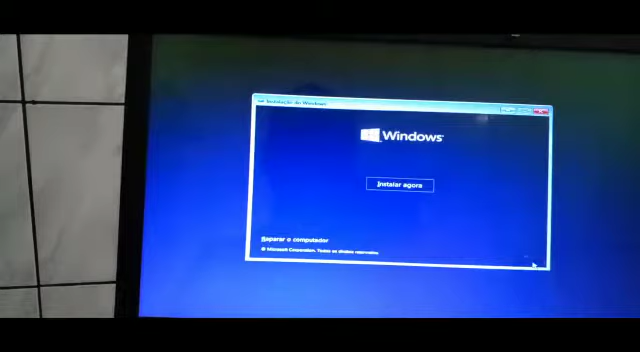 Instalação do Windows
Windows
Instalar agora
Reparar o computador
© Microsoft Corporation. Todos os direitos reservados.